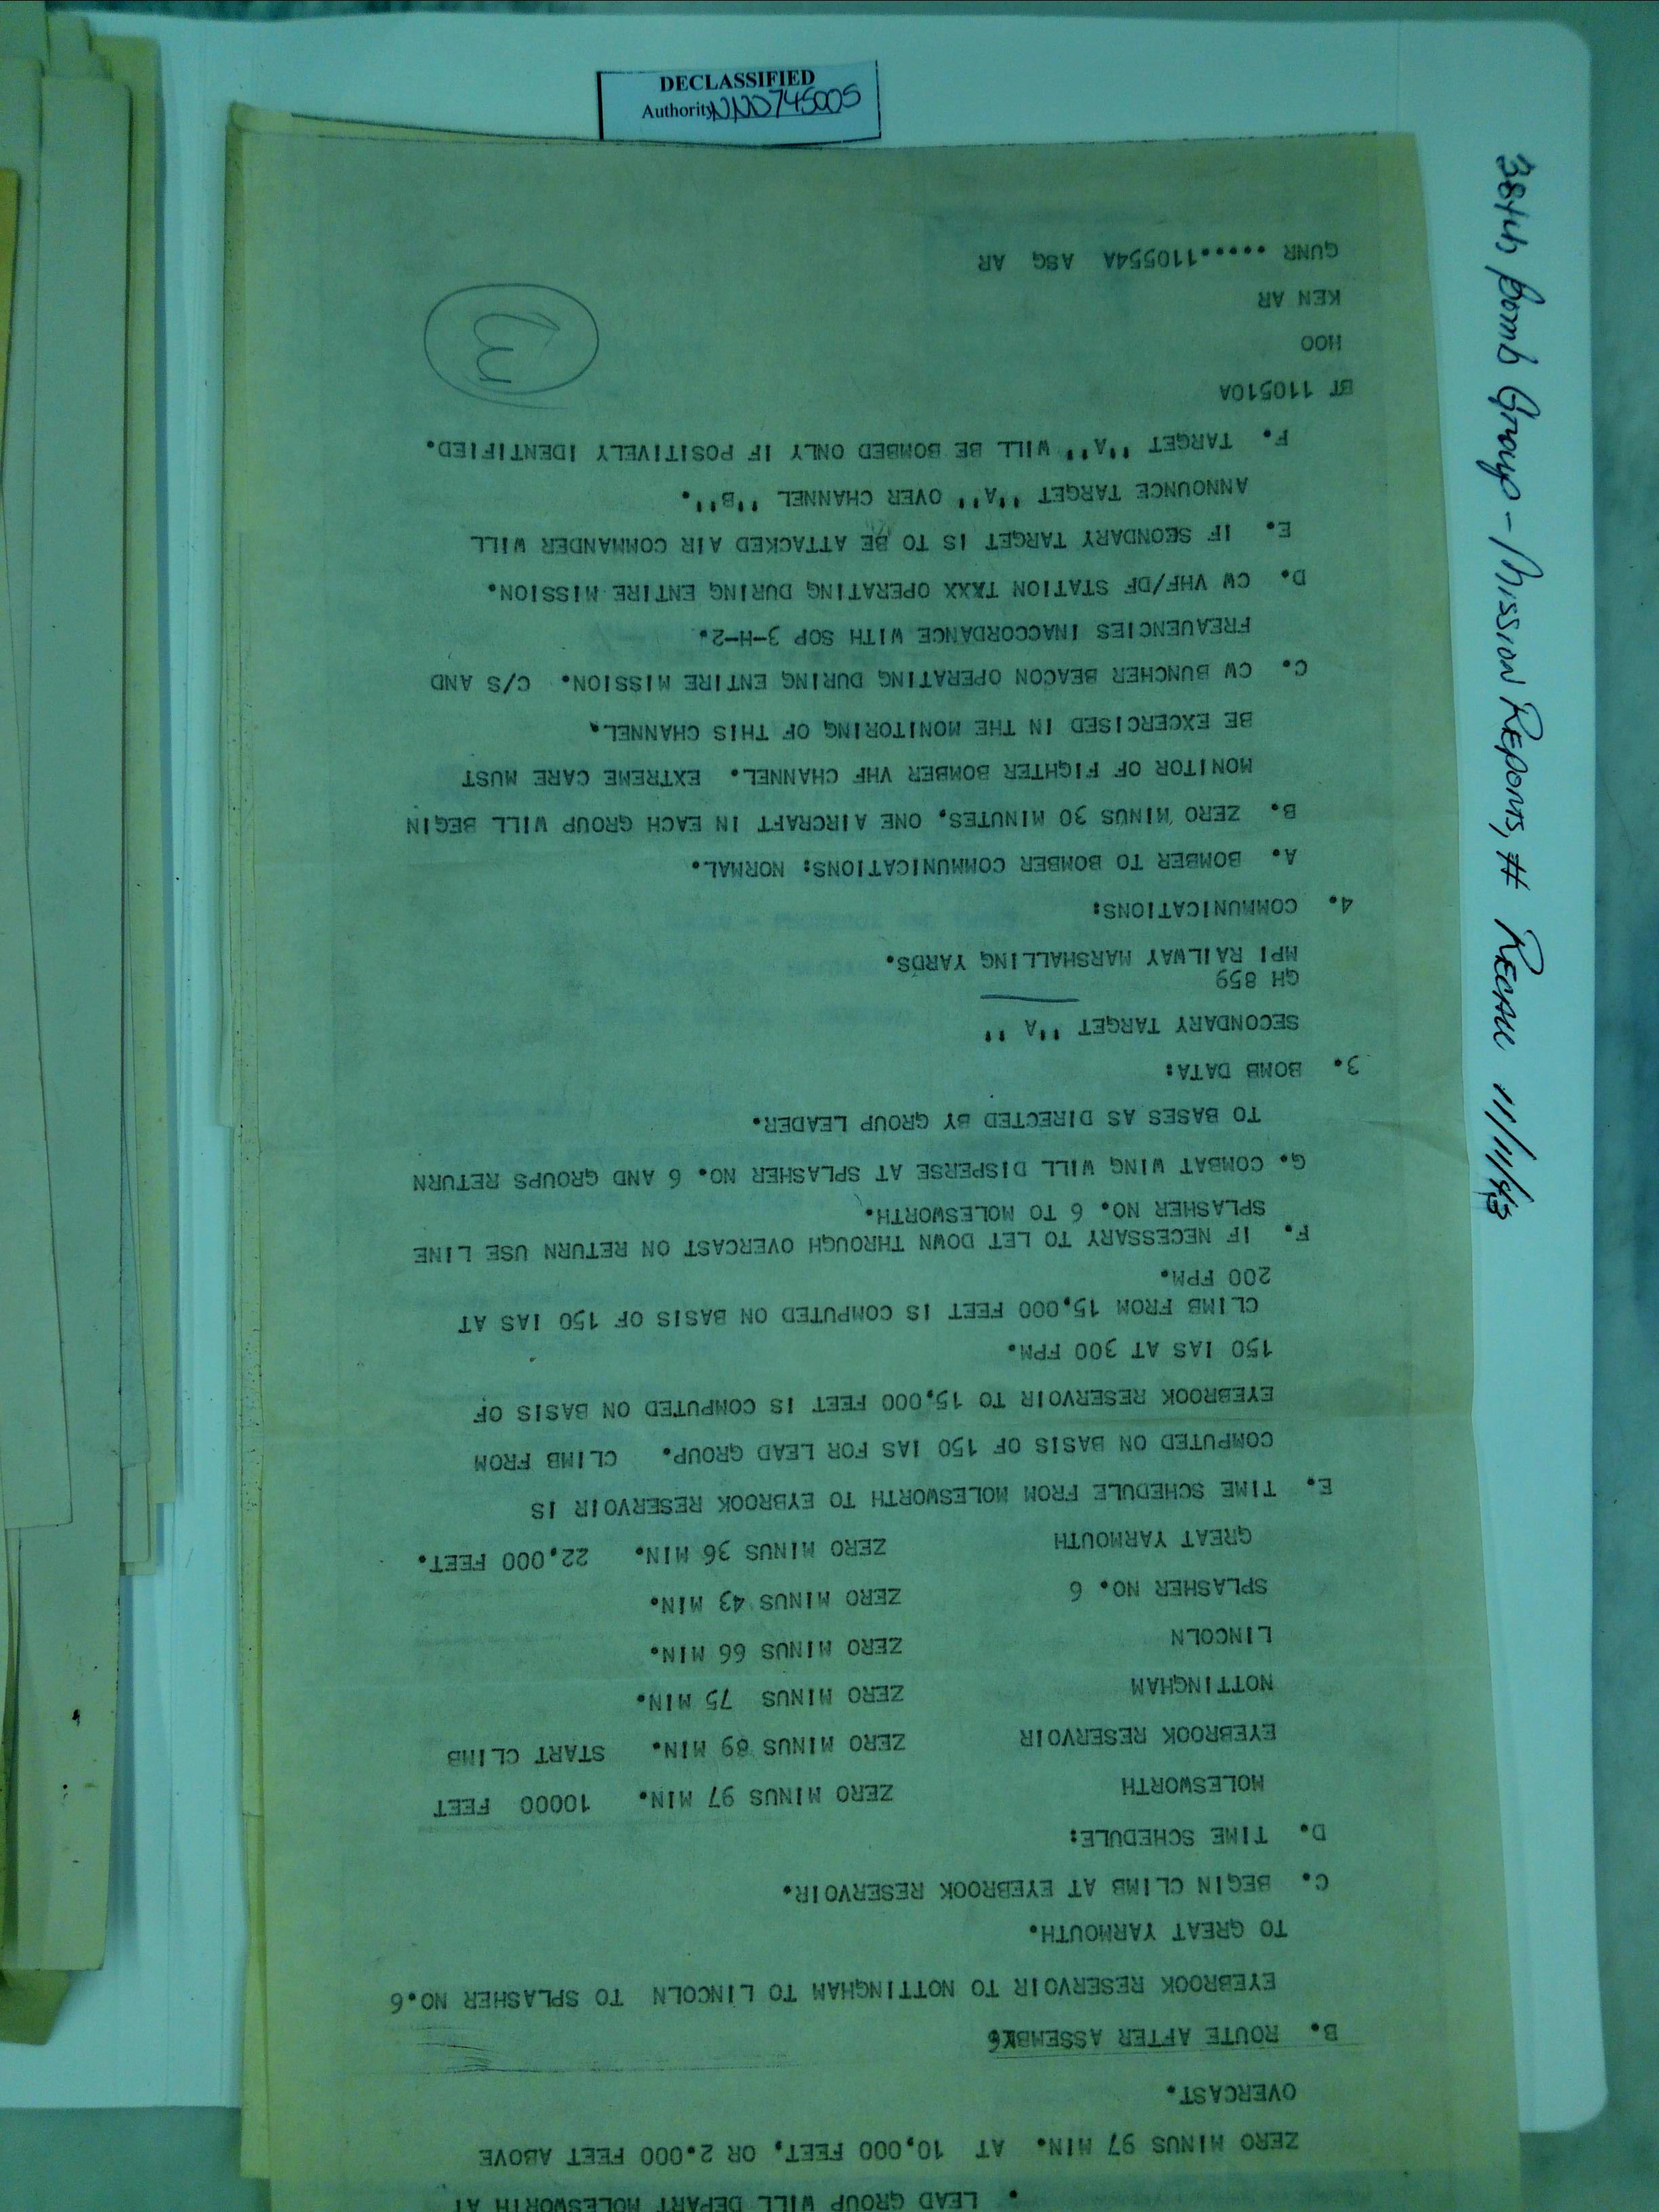 DECLASSIFIED
Authority NND 745005
384th Bomb Group - Mission Reports, # Recall 11/11/43
. LEAD GROUP WILL DEPART MOLESWORTH AT
ZERO MINUS 97 MIN. AT 10,000 FEET, OR 2.000 FEET ABOVE
OVERCAST.
B. ROUTE AFTER
EYEBROOK RESERVOIR TO NOTTINGHAM TO LINCOLN TO SPLASHER NO.6
TO GREAT YARMOUTH.
C. BEGIN CLIMB AT EYEBROOK RESERVOIR.
D. TIME SCHEDULE:
MOLESWORTH ZERO MINUS 97 MIN. 10000 FEET
EYEBROOK RESERVOIR ZERO MINUS 89 MIN. START CLIMB
NOTTINGHAM ZERO MINUS 75 MIN.
LINCOLN ZERO MINUS 66 MIN.
SPLASHER NO. 6 ZERO MINUS 43 MIN.
GREAT YARMOUTH ZERO MINUS 36 MIN. 22,000 FEET.
E. TIME SCHEDULE FROM MOLESWORTH TO EYBROOK RESERVOIR IS
COMPUTED ON BASIS OF 150 IAS FOR LEAD GROUP. CLIMB FROM
EYEBROOK RESERVOIR TO 15,000 FEET IS COMPUTED ON BASIS OF
150 IAS AT 300 FPM.
CLIMB FROM 15,000 FEET IS COMPUTED ON BASIS OF 150 IAS AT
200 FPM.
F. IF NECESSARY TO LET DOWN THROUGH OVERCAST ON RETURN USE LINE
SPLASHER NO. 6 TO MOLESWORTH.
G. COMBAT WING WILL DISPERSE AT SPLASHER NO. 6 AND GROUPS RETURN
TO BASES AS DIRECTED BY GROUP LEADER.
3. BOMB DATA:
SECONDARY TARGET ''A ''
GH 859
MPI RAILWAY MARSHALLING YARDS.
4. COMMUNICATIONS:
A. BOMBER TO BOMBER COMMUNICATIONS: NORMAL.
B. ZERO MINUS 30 MINUTES, ONE AIRCRAFT IN EACH GROUP WILL BEGIN
MONITOR OF FIGHTER BOMBER VHF CHANNEL. EXTREME CARE MUST
BE EXCERCISED IN THE MONITORING OF THIS CHANNEL.
C. CW BUNCHER BEACON OPERATING DURING ENTIRE MISSION. C/S AND
FREAUENCIES INACCORDANCE WITH SOP 3-H-2.
D. CW VHF/DF STATION TXXX OPERATING DURING ENTIRE MISSION.
E. IF SEONDARY TARGET IS TO BE ATTACKED AIR COMMANDER WILL
ANNOUNCE TARGET ''A'' OVER CHANNEL ''B''.
F. TARGET ''A'' WILL BE BOMBED ONLY IF POSITIVELY IDENTIFIED.
BT 110510A
HOO
KEN AR
GUNR .....110554A ASG AR